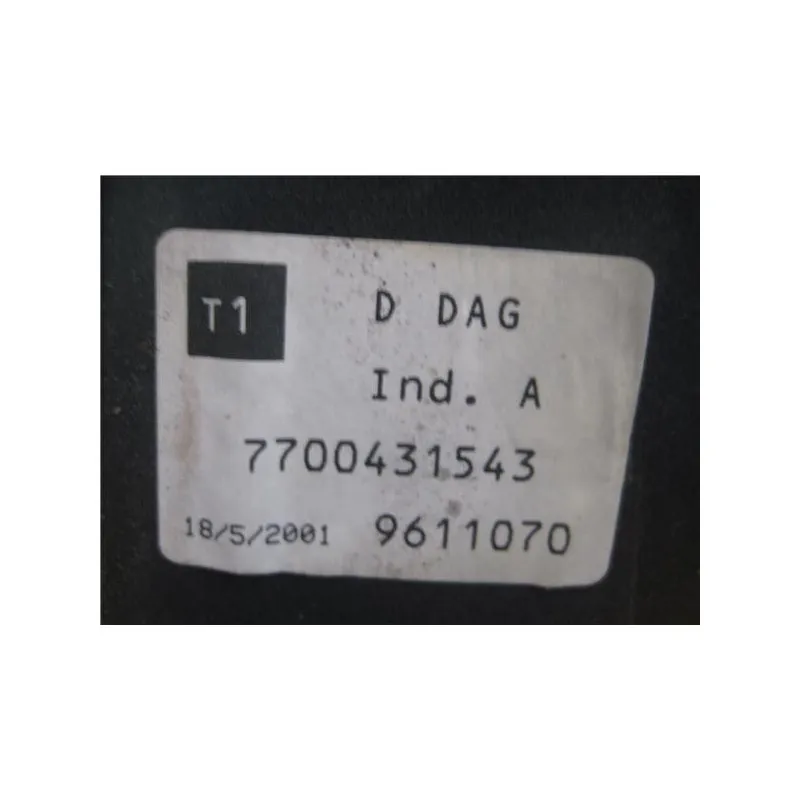 T1 D DAG
Ind. A
7700431543
18/5/2001 9611070